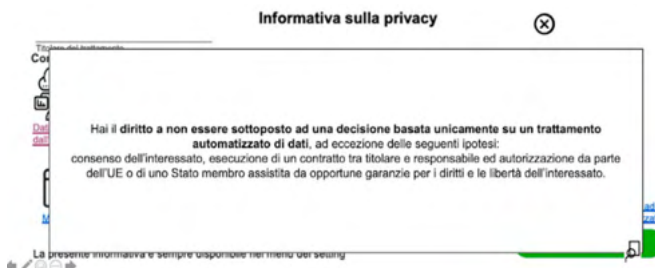 Informativa sulla privacy
Titolare del trattamento
Hai il diritto a non essere sottoposto ad una decisione basata unicamente su un trattamento
automatizzato di dati, ad eccezione delle seguenti ipotesi:
consenso dell'interessato, esecuzione di un contratto tra titolare e responsabile ed autorizzazione da parte
dell'UE o di uno Stato membro assistita da opportune garanzie per i diritti e le libertà dell'interessato.
La presente informativa è sempre disponibile nel menù del setting